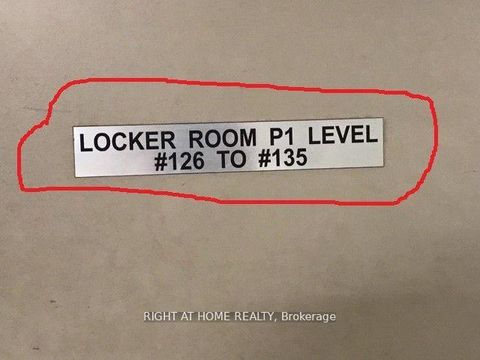 LOCKER ROOM P1 LEVEL
#126 TO #135
RIGHT AT HOME REALTY, Brokerage